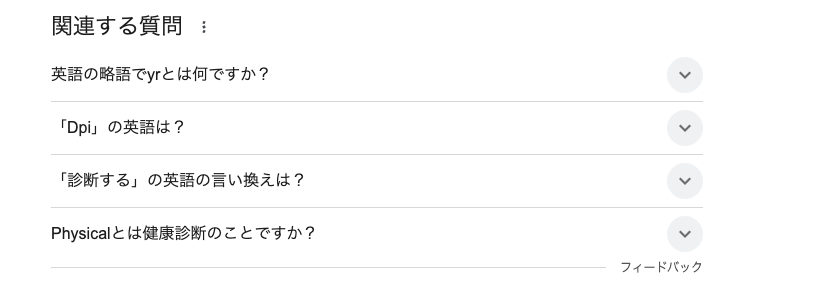 関連する質問
英語の略語でyrとは何ですか？
「Dpi」の英語は？
「診断する」の英語の言い換えは？
Physicalとは健康診断のことですか？
フィードバック